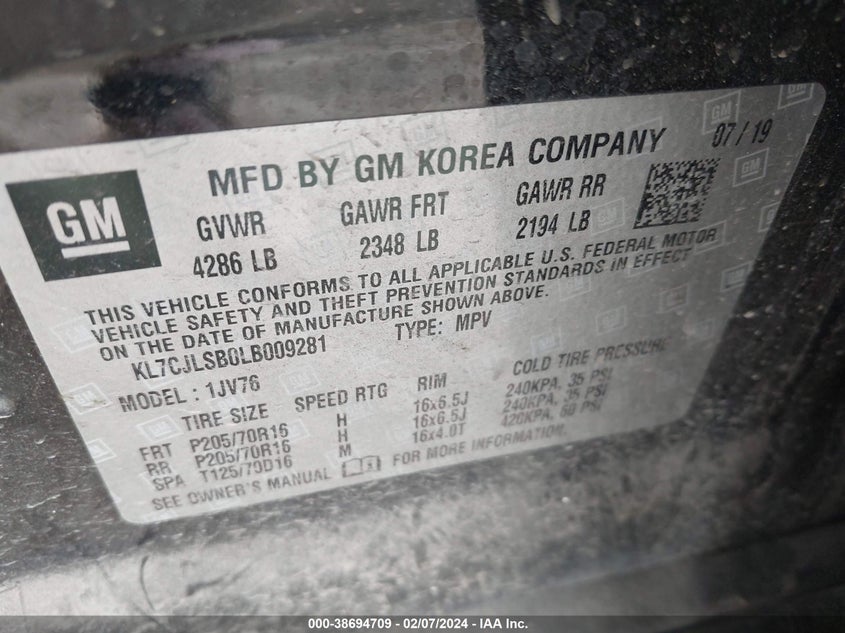 MFD BY GM KOREA COMPANY 07/19
GM
GVWR GAWR FRT GAWR RR
4286 LB 2348 LB 2194 LB
THIS VEHICLE CONFORMS TO ALL APPLICABLE U.S. FEDERAL MOTOR
VEHICLE SAFETY AND THEFT PREVENTION STANDARDS IN EFFECT
ON THE DATE OF MANUFACTURE SHOWN ABOVE.
KL7CJLSB0LB009281 TYPE: MPV
MODEL: 1JV76
TIRE SIZE SPEED RTG RIM COLD TIRE PRESSURE
FRT P205/70R16 H 16x6.5J 240KPA, 35 PSI
RR P205/70R16 H 16x6.5J 240KPA, 35 PSI
SPA T125/70D16 M 16x4.0T 420KPA, 60 PSI
SEE OWNER'S MANUAL FOR MORE INFORMATION.
000-38694709 - 02/07/2024 - IAA Inc.